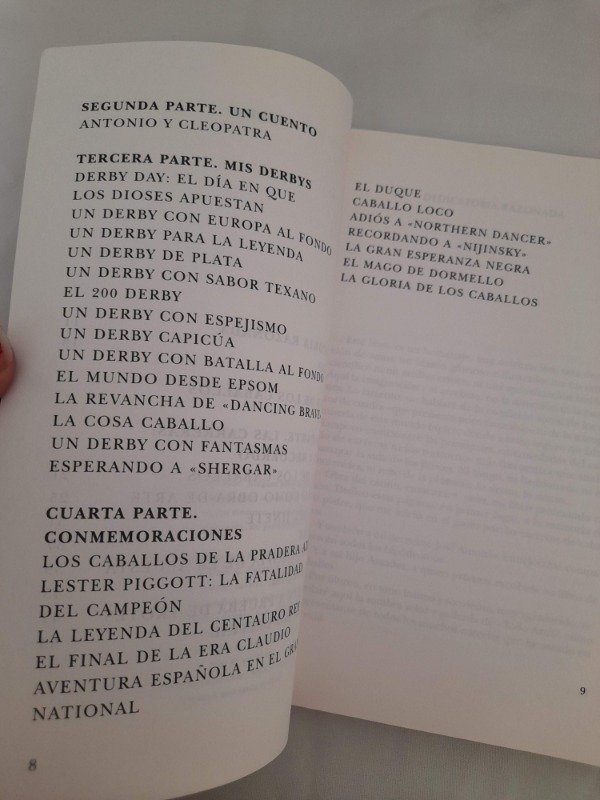 SEGUNDA PARTE. UN CUENTO
ANTONIO Y CLEOPATRA
TERCERA PARTE. MIS DERBYS
DERBY DAY: EL DÍA EN QUE
LOS DIOSES APUESTAN
UN DERBY CON EUROPA AL FONDO
UN DERBY PARA LA LEYENDA
UN DERBY DE PLATA
UN DERBY CON SABOR TEXANO
EL 200 DERBY
UN DERBY CON ESPEJISMO
UN DERBY CAPICÚA
UN DERBY CON BATALLA AL FONDO
EL MUNDO DESDE EPSOM
LA REVANCHA DE «DANCING
LA COSA CABALLO
UN DERBY CON FANTASMAS
ESPERANDO A «SHERGAR»
CUARTA PARTE.
CONMEMORACIONES
LOS CABALLOS DE LA PRADERA
LESTER PIGGOTT: LA FATALIDAD
DEL CAMPEÓN
LA LEYENDA DEL CENTAURO
EL FINAL DE LA ERA CLAUDIO
AVENTURA ESPAÑOLA EN EL
NATIONAL
8
EL DUQUE
CABALLO LOCO
ADIÓS A «NORTHERN DANCER»
RECORDANDO A «NIJINSKY»
LA GRAN ESPERANZA NEGRA
EL MAGO DE DORMELLO
LA GLORIA DE LOS CABALLOS
9